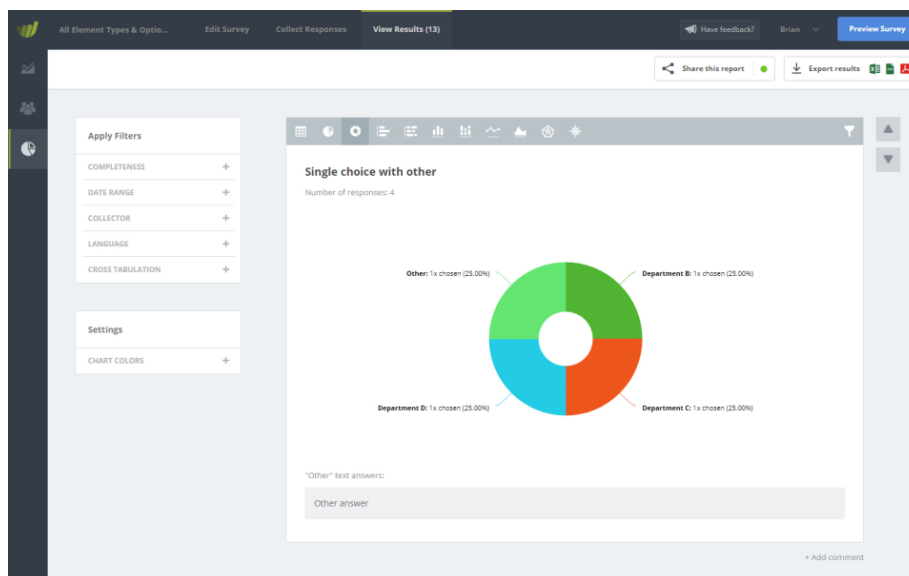 All Element Types & Optio...
Edit Survey
Collect Responses
View Results (13)
Have feedback?
Brian
Preview Survey
Share this report
Export results
Apply Filters
COMPLETENESS +
DATE RANGE +
COLLECTOR +
LANGUAGE +
CROSS TABULATION +
Settings
CHART COLORS +
Single choice with other
Number of responses: 4
Other: 1x chosen (25.00%)
Department B: 1x chosen (25.00%)
Department D: 1x chosen (25.00%)
Department C: 1x chosen (25.00%)
"Other" text answers:
Other answer
+ Add comment